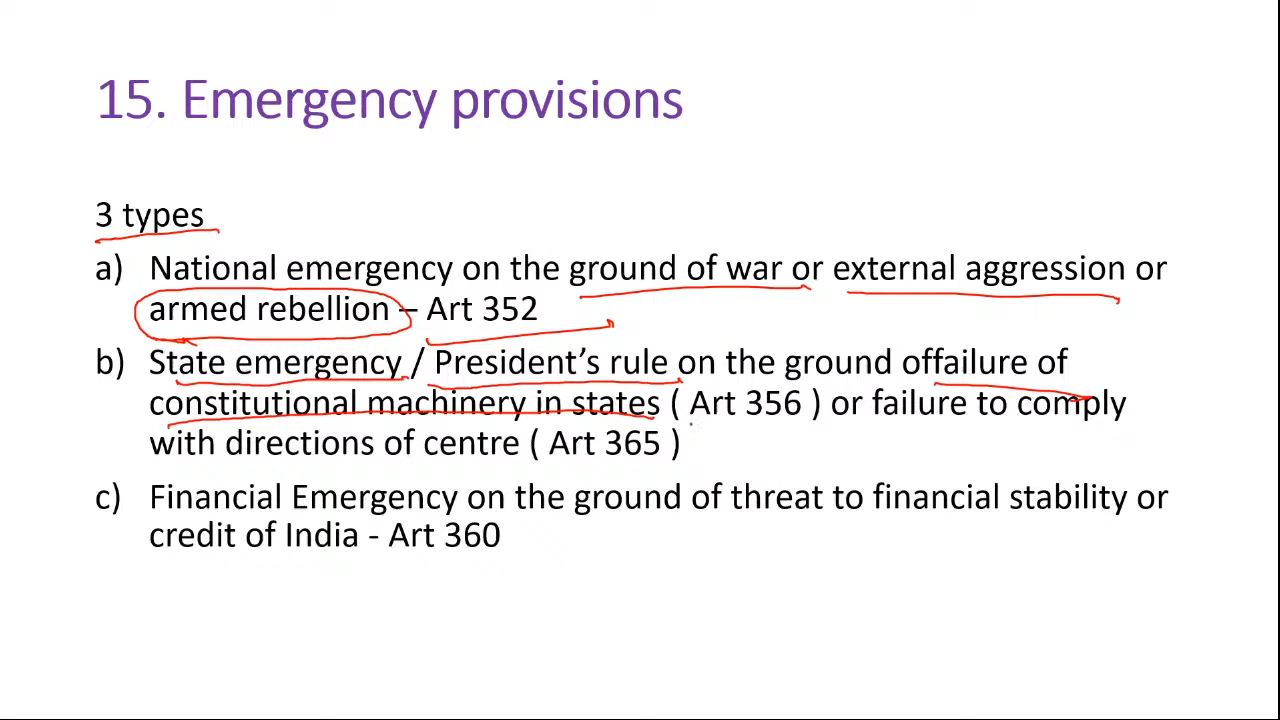 15. Emergency provisions
3 types
a) National emergency on the ground of war or external aggression or
armed rebellion – Art 352
b) State emergency / President’s rule on the ground offailure of
constitutional machinery in states ( Art 356 ) or failure to comply
with directions of centre ( Art 365 )
c) Financial Emergency on the ground of threat to financial stability or
credit of India - Art 360